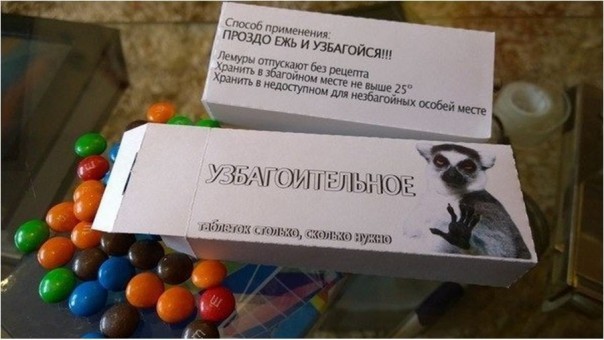 Способ применения:
ПРОЗДО ЕЖЬ И УЗБАГОЙСЯ!!!
Лемуры отпускают без рецепта
Хранить в збагойном месте не выше 25°
Хранить в недоступном для незбагойных особей месте
УЗБАГОИТЕЛЬНОЕ
таблеток столько, сколько нужно
m
m